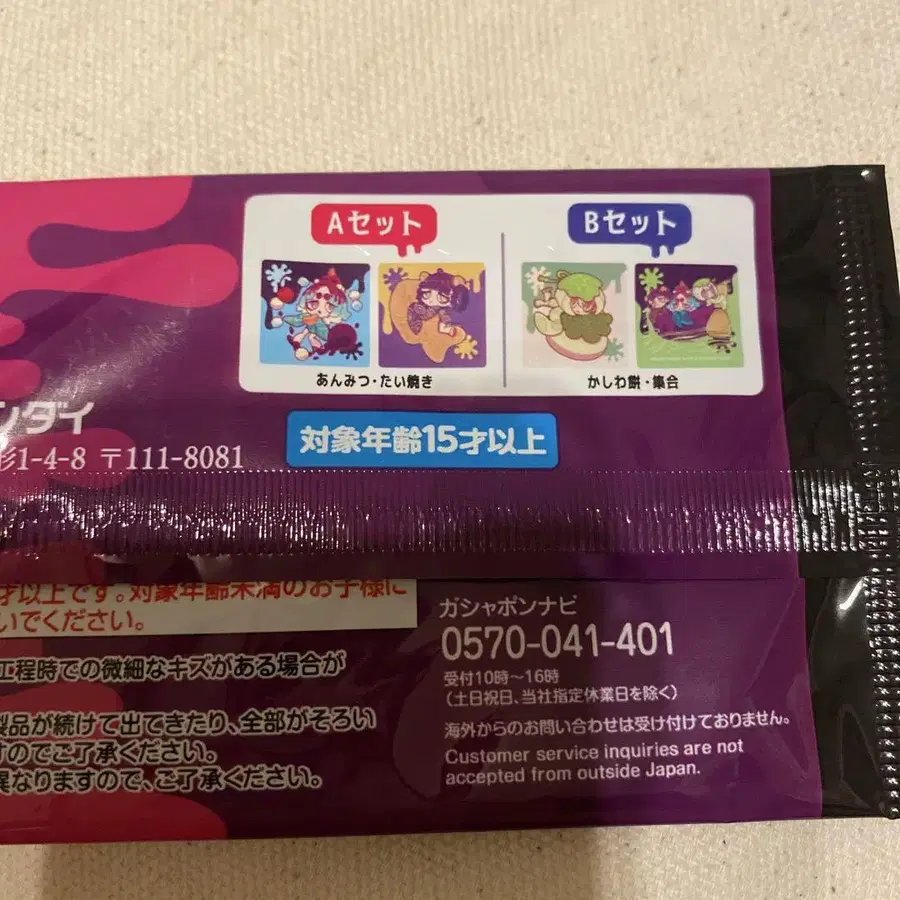 Aセット
Bセット
あんみつ・たい焼き
かしわ餅・集合
ンダイ
形1-4-8 〒111-8081
対象年齢15才以上
才以上です。対象年齢未満のお子様に
いでください。
工程時での微細なキズがある場合が
製品が続けて出てきたり、全部がそろい
すのでご了承ください。
異なりますので、ご了承ください。
ガシャポンナビ
0570-041-401
受付10時～16時
(土日祝日、当社指定休業日を除く)
海外からのお問い合わせは受け付けておりません。
Customer service inquiries are not
accepted from outside Japan.